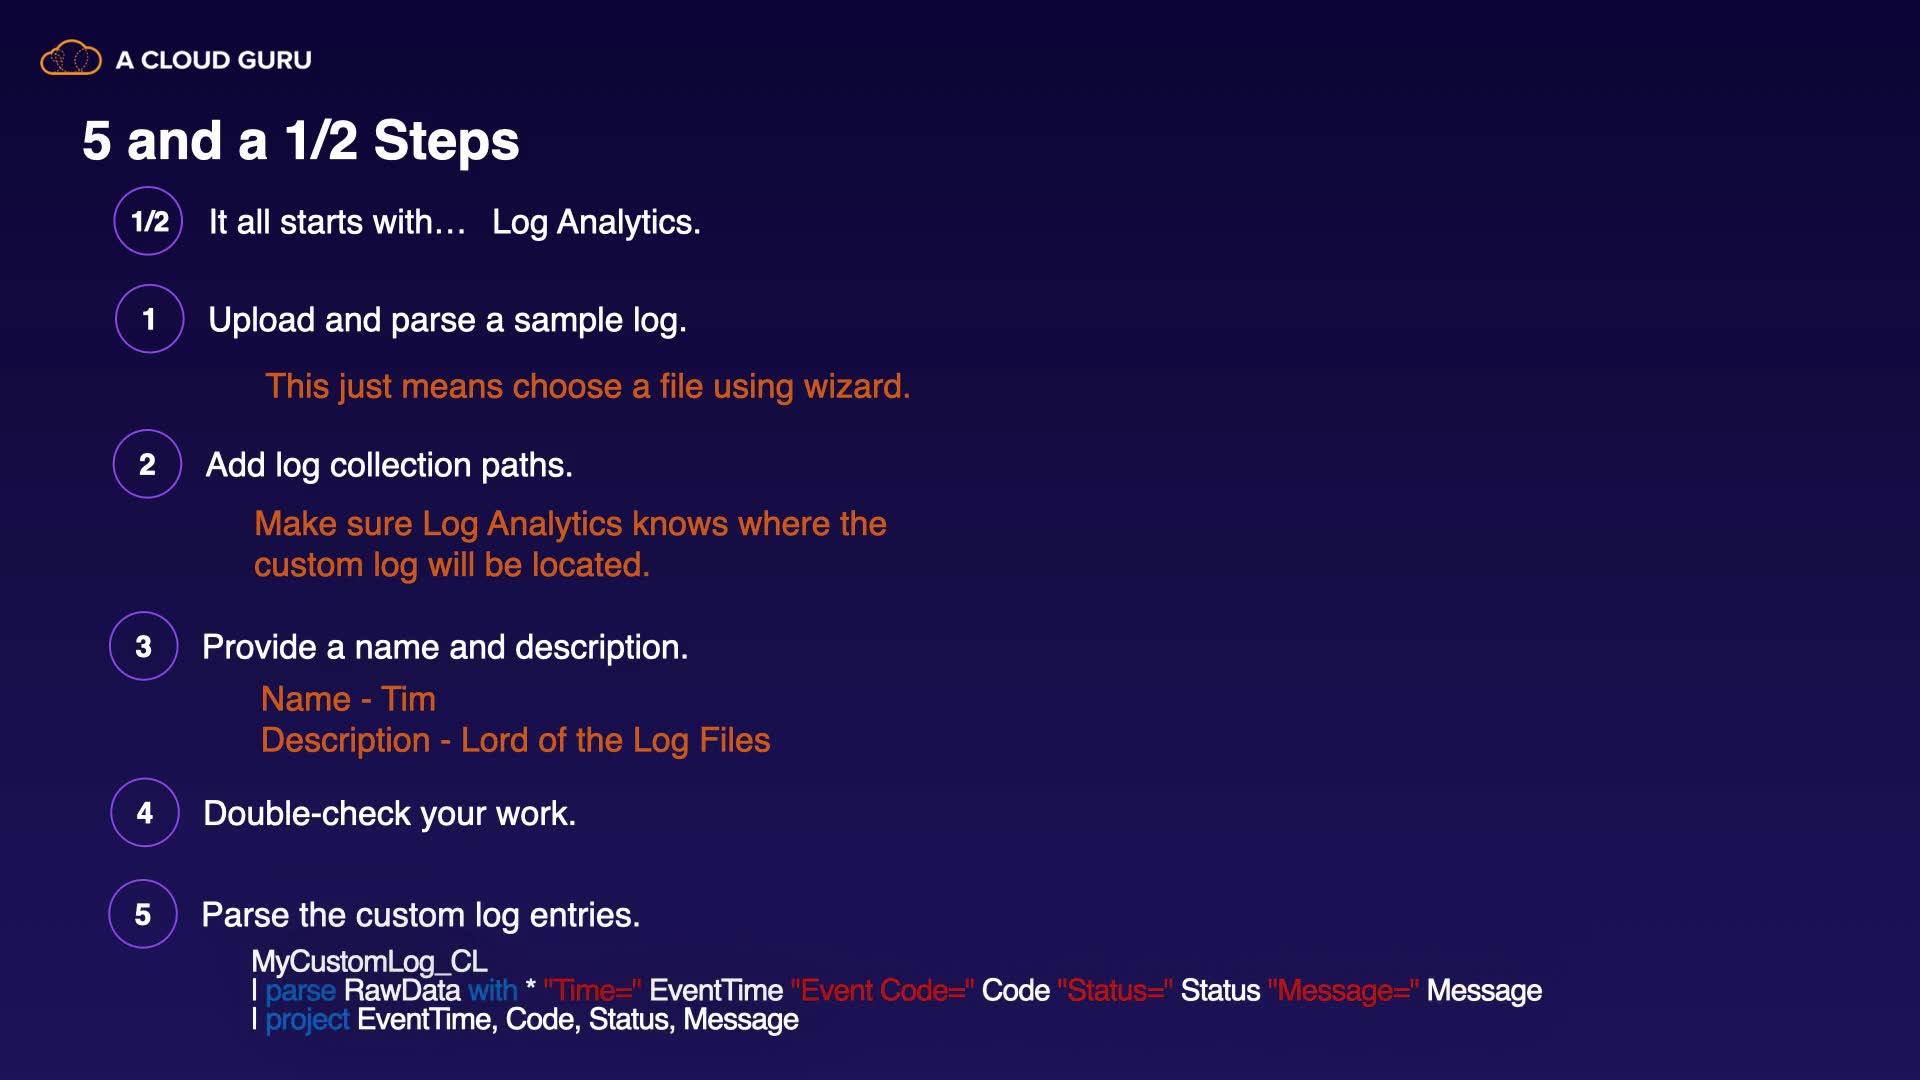 A CLOUD GURU
5 and a 1/2 Steps
1/2 It all starts with… Log Analytics.
1 Upload and parse a sample log.
This just means choose a file using wizard.
2 Add log collection paths.
Make sure Log Analytics knows where the
custom log will be located.
3 Provide a name and description.
Name - Tim
Description - Lord of the Log Files
4 Double-check your work.
5 Parse the custom log entries.
MyCustomLog_CL
| parse RawData with * "Time=" EventTime "Event Code=" Code "Status=" Status "Message=" Message
| project EventTime, Code, Status, Message